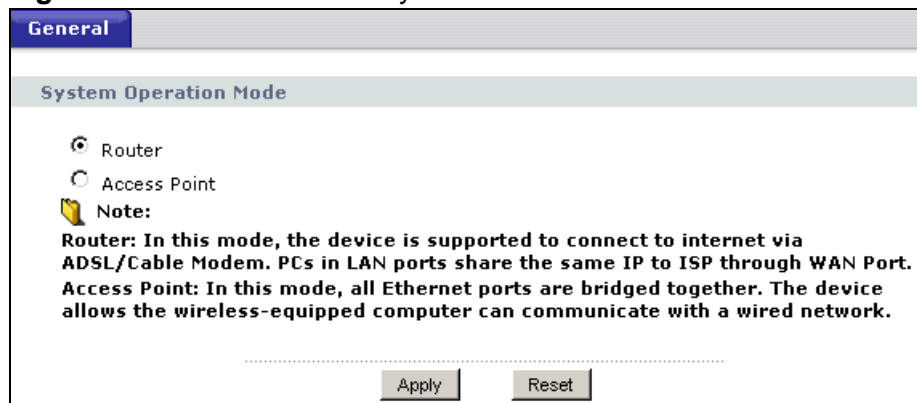 General
System Operation Mode
Router
Access Point
Note:
Router: In this mode, the device is supported to connect to internet via
ADSL/Cable Modem. PCs in LAN ports share the same IP to ISP through WAN Port.
Access Point: In this mode, all Ethernet ports are bridged together. The device
allows the wireless-equipped computer can communicate with a wired network.
Apply Reset